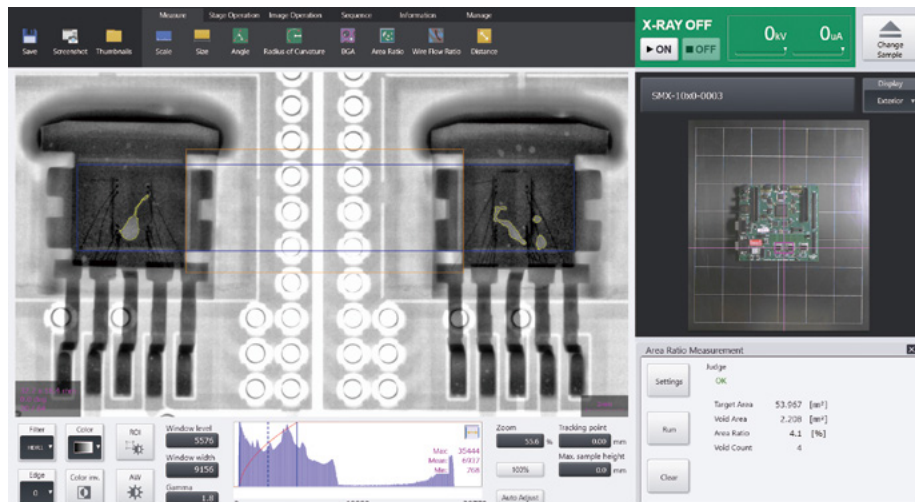 Measure Stage Operation Image Operation Sequence Information Manage
Save Screenshot Thumbnails Scale Size Angle Radius of Curvature BGA Area Ratio Wire Flow Ratio Distance
X-RAY OFF
▶ ON ■ OFF
0kV 0uA
Change
Sample
SMX-10x0-0003
Display
Exterior ▼
Area Ratio Measurement
Settings
Run
Clear
Judge
OK
Target Area 53.967 [mm²]
Void Area 2.208 [mm²]
Area Ratio 4.1 [%]
Void Count 4
Filter
Edge
0 ▼
Color
Color inv.
ROI
AW
Window level
5576
Window width
9156
Gamma
1.8
Max: 35444
Mean: 6937
Min: 768
Zoom
55.6 %
100%
Auto Adjust
Tracking point
0.00 mm
Max. sample height
0.0 mm